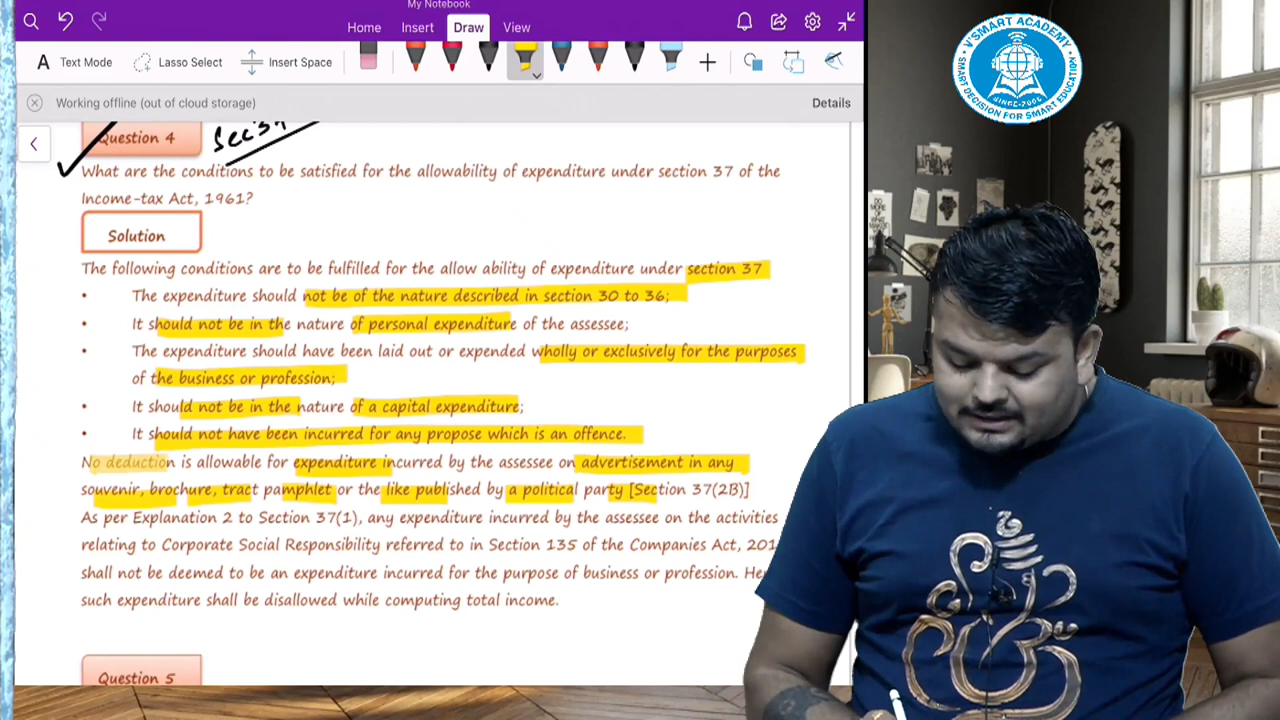 My Notebook
Home Insert Draw View
Text Mode Lasso Select Insert Space
Working offline (out of cloud storage) Details
Question 4
What are the conditions to be satisfied for the allowability of expenditure under section 37 of the
Income-tax Act, 1961?
Solution
The following conditions are to be fulfilled for the allow ability of expenditure under section 37
• The expenditure should not be of the nature described in section 30 to 36;
• It should not be in the nature of personal expenditure of the assessee;
• The expenditure should have been laid out or expended wholly or exclusively for the purposes
of the business or profession;
• It should not be in the nature of a capital expenditure;
• It should not have been incurred for any propose which is an offence.
No deduction is allowable for expenditure incurred by the assessee on advertisement in any
souvenir, brochure, tract pamphlet or the like published by a political party [Section 37(2B)]
As per Explanation 2 to Section 37(1), any expenditure incurred by the assessee on the activities
relating to Corporate Social Responsibility referred to in Section 135 of the Companies Act, 201
shall not be deemed to be an expenditure incurred for the purpose of business or profession. He
such expenditure shall be disallowed while computing total income.
Question 5
V'SMART ACADEMY
SINCE-2006
SMART DECISION FOR SMART EDUCATION